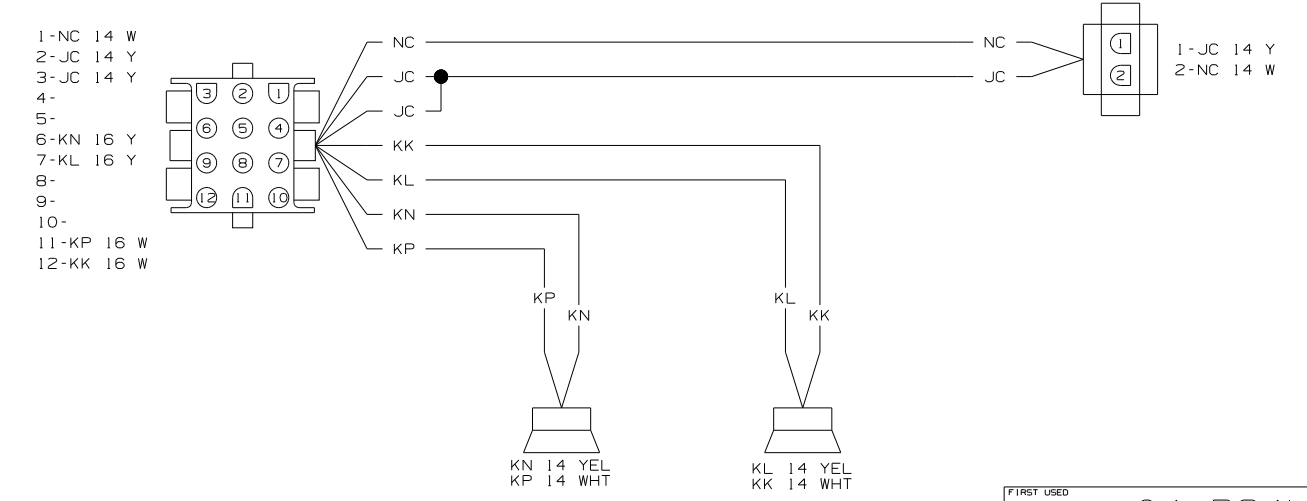 1-NC 14 W
2-JC 14 Y
3-JC 14 Y
4-
5-
6-KN 16 Y
7-KL 16 Y
8-
9-
10-
11-KP 16 W
12-KK 16 W
3 2 1
6 5 4
9 8 7
12 11 10
NC
JC
JC
KK
KL
KN
KP
NC
JC
1
2
1-JC 14 Y
2-NC 14 W
KP
KN
KL
KK
KN 14 YEL
KP 14 WHT
KL 14 YEL
KK 14 WHT
FIRST USED